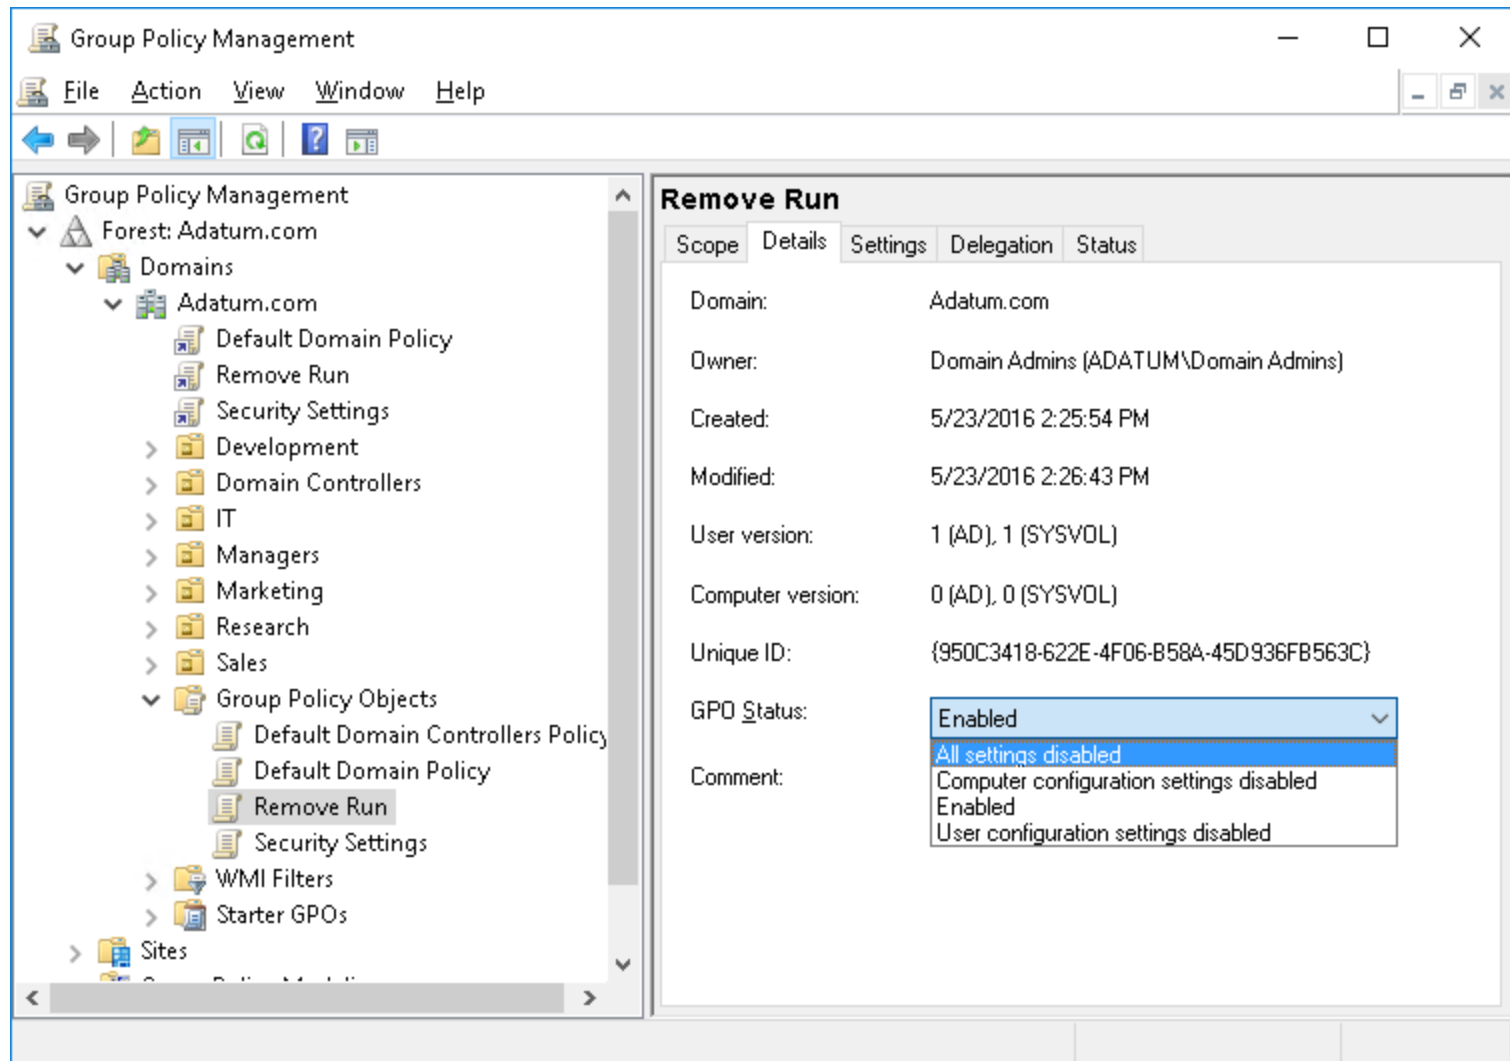 Group Policy Management
File Action View Window Help
Group Policy Management
Forest: Adatum.com
Domains
Adatum.com
Default Domain Policy
Remove Run
Security Settings
Development
Domain Controllers
IT
Managers
Marketing
Research
Sales
Group Policy Objects
Default Domain Controllers Policy
Default Domain Policy
Remove Run
Security Settings
WMI Filters
Starter GPOs
Sites
Remove Run
Scope Details Settings Delegation Status
Domain: Adatum.com
Owner: Domain Admins (ADATUM\Domain Admins)
Created: 5/23/2016 2:25:54 PM
Modified: 5/23/2016 2:26:43 PM
User version: 1 (AD), 1 (SYSVOL)
Computer version: 0 (AD), 0 (SYSVOL)
Unique ID: {950C3418-622E-4F06-B58A-45D936FB563C}
GPO Status: Enabled
All settings disabled
Computer configuration settings disabled
Enabled
User configuration settings disabled
Comment: